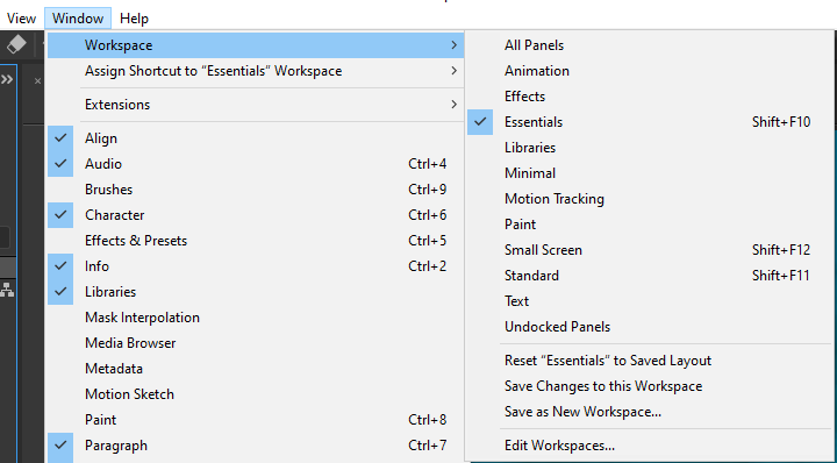 View Window Help
Workspace
Assign Shortcut to “Essentials” Workspace
Extensions
Align
Audio Ctrl+4
Brushes Ctrl+9
Character Ctrl+6
Effects & Presets Ctrl+5
Info Ctrl+2
Libraries
Mask Interpolation
Media Browser
Metadata
Motion Sketch
Paint Ctrl+8
Paragraph Ctrl+7
All Panels
Animation
Effects
Essentials Shift+F10
Libraries
Minimal
Motion Tracking
Paint
Small Screen Shift+F12
Standard Shift+F11
Text
Undocked Panels
Reset “Essentials” to Saved Layout
Save Changes to this Workspace
Save as New Workspace...
Edit Workspaces...